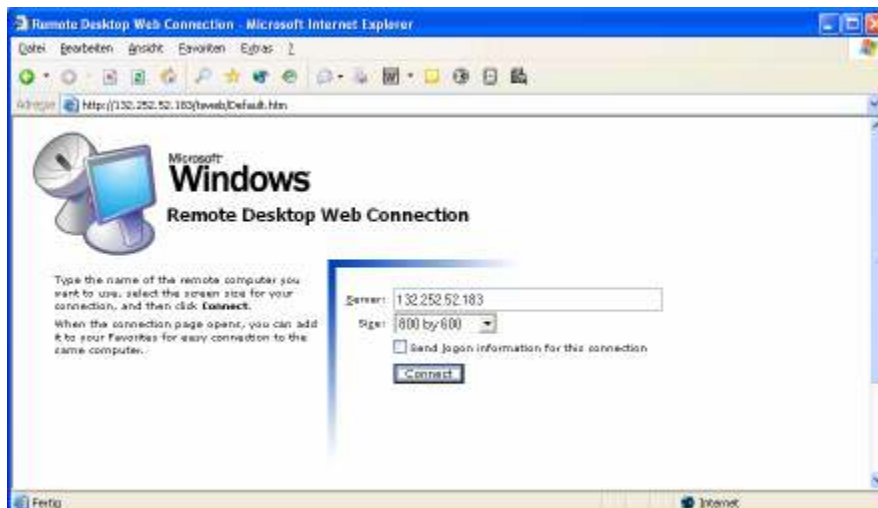 Remote Desktop Web Connection - Microsoft Internet Explorer
Datei Bearbeiten Ansicht Favoriten Extras ?
Adresse http://132.252.52.183/tsweb/Default.htm
Microsoft
Windows
Remote Desktop Web Connection
Type the name of the remote computer you
want to use, select the screen size for your
connection, and then click Connect.
When the connection page opens, you can add
it to your Favorites for easy connection to the
same computer.
Server: 132.252.52.183
Size: 800 by 600
Send logon information for this connection
Connect
Fertig Internet